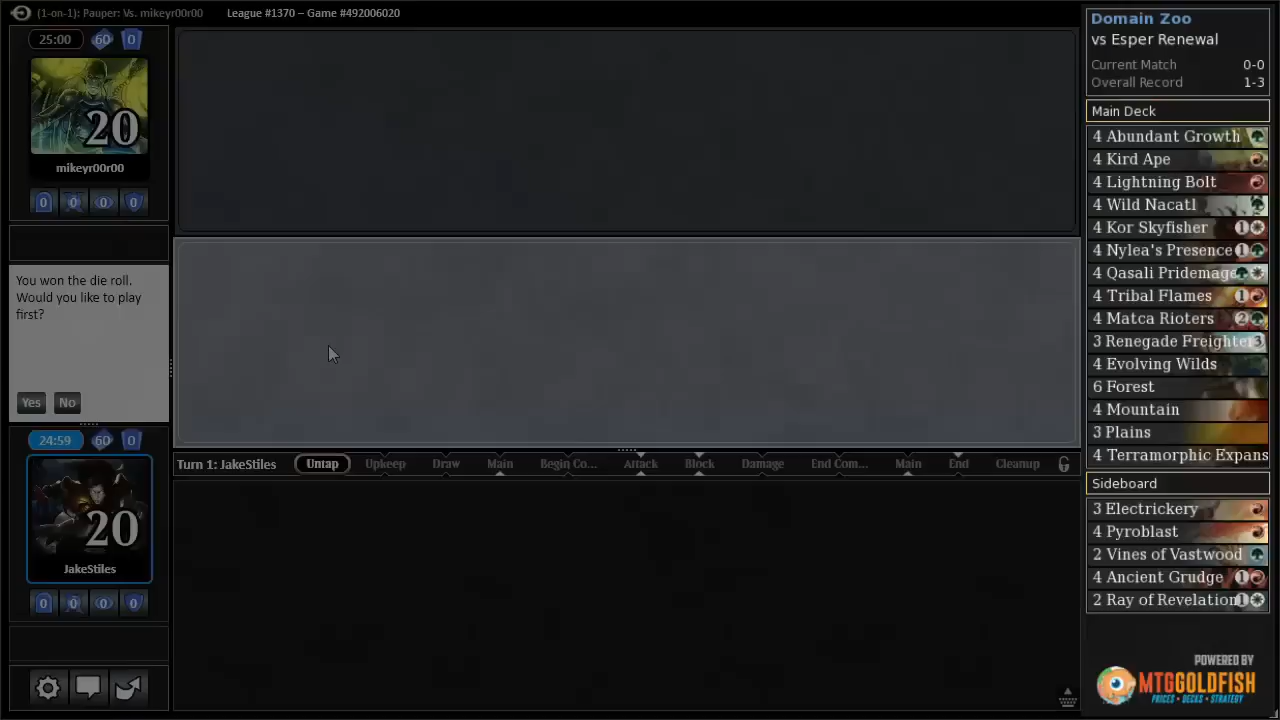 (1-on-1): Pauper: Vs. mikeyr00r00 League #1370 – Game #492006020
25:00 60 0
20
mikeyr00r00
0 0 0 0
You won the die roll.
Would you like to play
first?
Yes No
24:59 60 0
20
JakeStiles
0 0 0 0
Turn 1: JakeStiles Untap Upkeep Draw Main Begin Co... Attack Block Damage End Com... Main End Cleanup
Domain Zoo
vs Esper Renewal
Current Match 0-0
Overall Record 1-3
Main Deck
4 Abundant Growth
4 Kird Ape
4 Lightning Bolt
4 Wild Nacatl
4 Kor Skyfisher 1
4 Nylea's Presence 1
4 Qasali Pridemage
4 Tribal Flames 1
4 Matca Rioters 2
3 Renegade Freighter 3
4 Evolving Wilds
6 Forest
4 Mountain
3 Plains
4 Terramorphic Expans
Sideboard
3 Electrickery
4 Pyroblast
2 Vines of Vastwood
4 Ancient Grudge 1
2 Ray of Revelation 1
POWERED BY
MTGGOLDFISH
PRICES • DECKS • STRATEGY